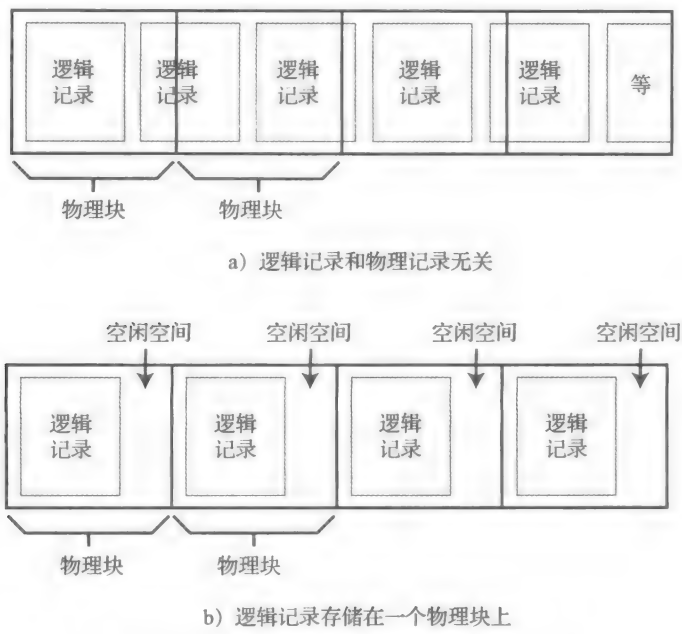 逻辑 逻辑 逻辑 逻辑 逻辑 等
记录 记录 记录 记录 记录
物理块 物理块
a）逻辑记录和物理记录无关
空闲空间 空闲空间 空闲空间 空闲空间
逻辑 逻辑 逻辑 逻辑
记录 记录 记录 记录
物理块 物理块
b）逻辑记录存储在一个物理块上